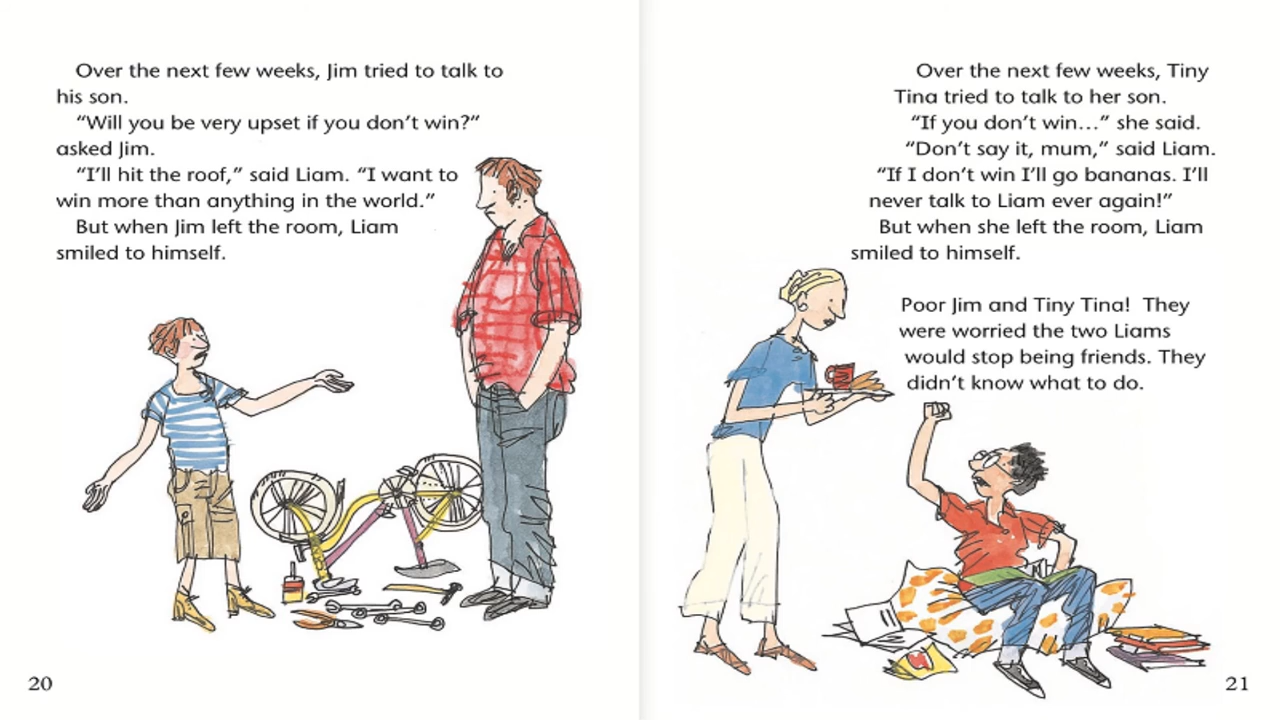 Over the next few weeks, Jim tried to talk to
his son.
“Will you be very upset if you don’t win?”
asked Jim.
“I’ll hit the roof,” said Liam. “I want to
win more than anything in the world.”
But when Jim left the room, Liam
smiled to himself.
20
Over the next few weeks, Tiny
Tina tried to talk to her son.
“If you don’t win...” she said.
“Don’t say it, mum,” said Liam.
“If I don’t win I’ll go bananas. I’ll
never talk to Liam ever again!”
But when she left the room, Liam
smiled to himself.
Poor Jim and Tiny Tina! They
were worried the two Liams
would stop being friends. They
didn’t know what to do.
21